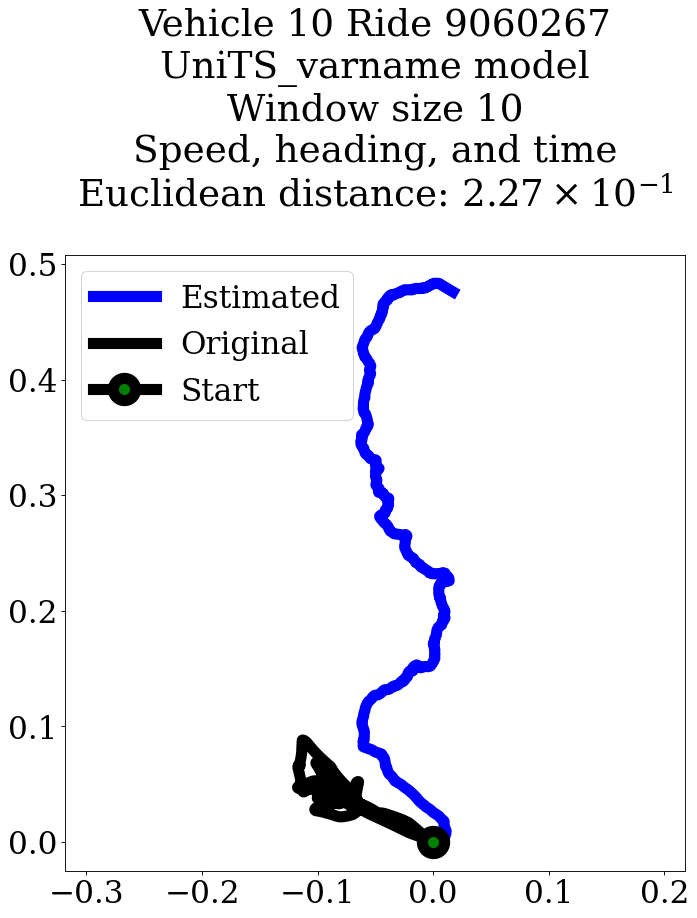 Vehicle 10 Ride 9060267
UniTS_varname model
Window size 10
Speed, heading, and time
Euclidean distance: 2.27 × 10⁻¹
Estimated
Original
Start
0.5
0.4
0.3
0.2
0.1
0.0
−0.3 −0.2 −0.1 0.0 0.1 0.2